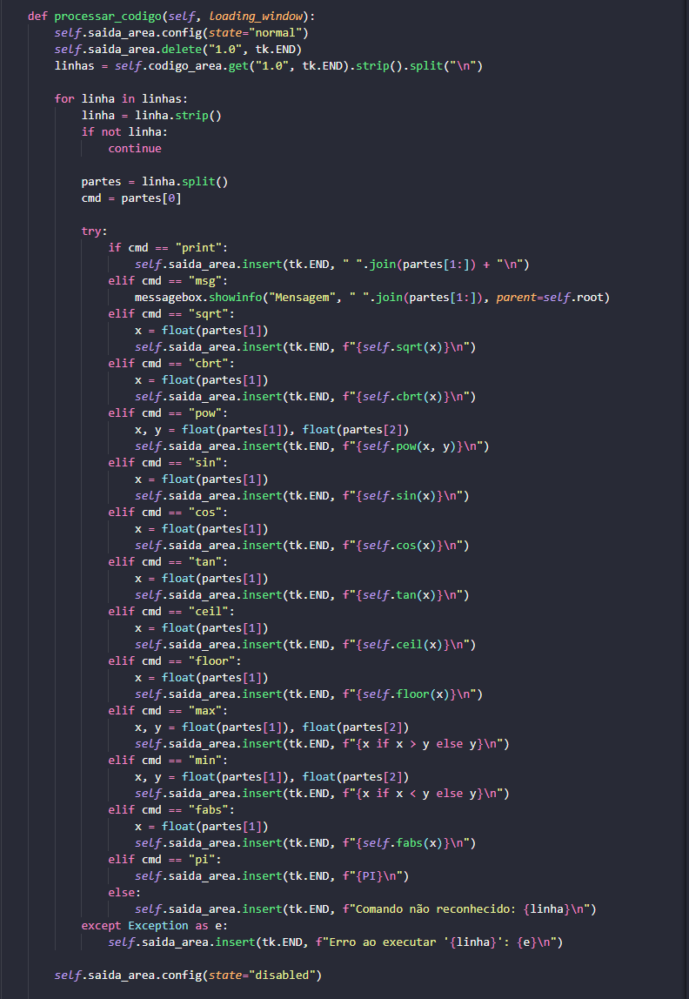 def processar_codigo(self, loading_window):
    self.saida_area.config(state="normal")
    self.saida_area.delete("1.0", tk.END)
    linhas = self.codigo_area.get("1.0", tk.END).strip().split("\n")

    for linha in linhas:
        linha = linha.strip()
        if not linha:
            continue

        partes = linha.split()
        cmd = partes[0]

        try:
            if cmd == "print":
                self.saida_area.insert(tk.END, " ".join(partes[1:]) + "\n")
            elif cmd == "msg":
                messagebox.showinfo("Mensagem", " ".join(partes[1:]), parent=self.root)
            elif cmd == "sqrt":
                x = float(partes[1])
                self.saida_area.insert(tk.END, f"{self.sqrt(x)}\n")
            elif cmd == "cbrt":
                x = float(partes[1])
                self.saida_area.insert(tk.END, f"{self.cbrt(x)}\n")
            elif cmd == "pow":
                x, y = float(partes[1]), float(partes[2])
                self.saida_area.insert(tk.END, f"{self.pow(x, y)}\n")
            elif cmd == "sin":
                x = float(partes[1])
                self.saida_area.insert(tk.END, f"{self.sin(x)}\n")
            elif cmd == "cos":
                x = float(partes[1])
                self.saida_area.insert(tk.END, f"{self.cos(x)}\n")
            elif cmd == "tan":
                x = float(partes[1])
                self.saida_area.insert(tk.END, f"{self.tan(x)}\n")
            elif cmd == "ceil":
                x = float(partes[1])
                self.saida_area.insert(tk.END, f"{self.ceil(x)}\n")
            elif cmd == "floor":
                x = float(partes[1])
                self.saida_area.insert(tk.END, f"{self.floor(x)}\n")
            elif cmd == "max":
                x, y = float(partes[1]), float(partes[2])
                self.saida_area.insert(tk.END, f"{x if x > y else y}\n")
            elif cmd == "min":
                x, y = float(partes[1]), float(partes[2])
                self.saida_area.insert(tk.END, f"{x if x < y else y}\n")
            elif cmd == "fabs":
                x = float(partes[1])
                self.saida_area.insert(tk.END, f"{self.fabs(x)}\n")
            elif cmd == "pi":
                self.saida_area.insert(tk.END, f"{PI}\n")
            else:
                self.saida_area.insert(tk.END, f"Comando não reconhecido: {linha}\n")
        except Exception as e:
            self.saida_area.insert(tk.END, f"Erro ao executar '{linha}': {e}\n")

    self.saida_area.config(state="disabled")